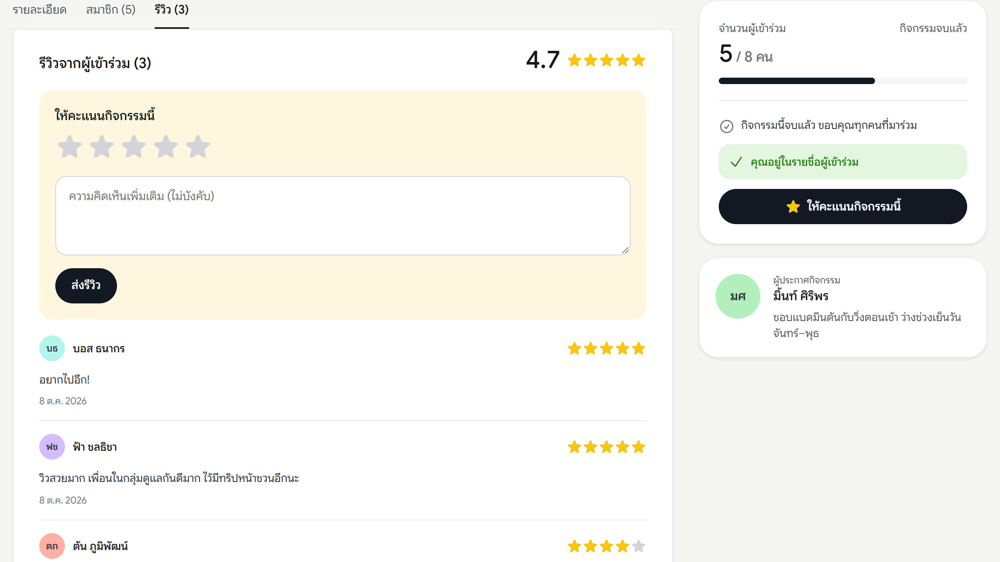 รายละเอียด
สมาชิก (5)
รีวิว (3)
รีวิวจากผู้เข้าร่วม (3)
4.7
ให้คะแนนกิจกรรมนี้
ความคิดเห็นเพิ่มเติม (ไม่บังคับ)
ส่งรีวิว
บธ
บอส ธนากร
อยากไปอีก!
8 ต.ค. 2026
ฟช
ฟ้า ชลธิชา
วิวสวยมาก เพื่อนในกลุ่มดูแลกันดีมาก ไว้มีทริปหน้าชวนอีกนะ
8 ต.ค. 2026
ตภ
ต้น ภูมิพัฒน์
จำนวนผู้เข้าร่วม
กิจกรรมจบแล้ว
5 / 8 คน
กิจกรรมนี้จบแล้ว ขอบคุณทุกคนที่มาร่วม
คุณอยู่ในรายชื่อผู้เข้าร่วม
ให้คะแนนกิจกรรมนี้
มศ
ผู้ประกาศกิจกรรม
มิ้นท์ ศิริพร
ชอบแบดมินตันกับวิ่งตอนเช้า ว่างช่วงเย็นวัน
จันทร์–พุธ